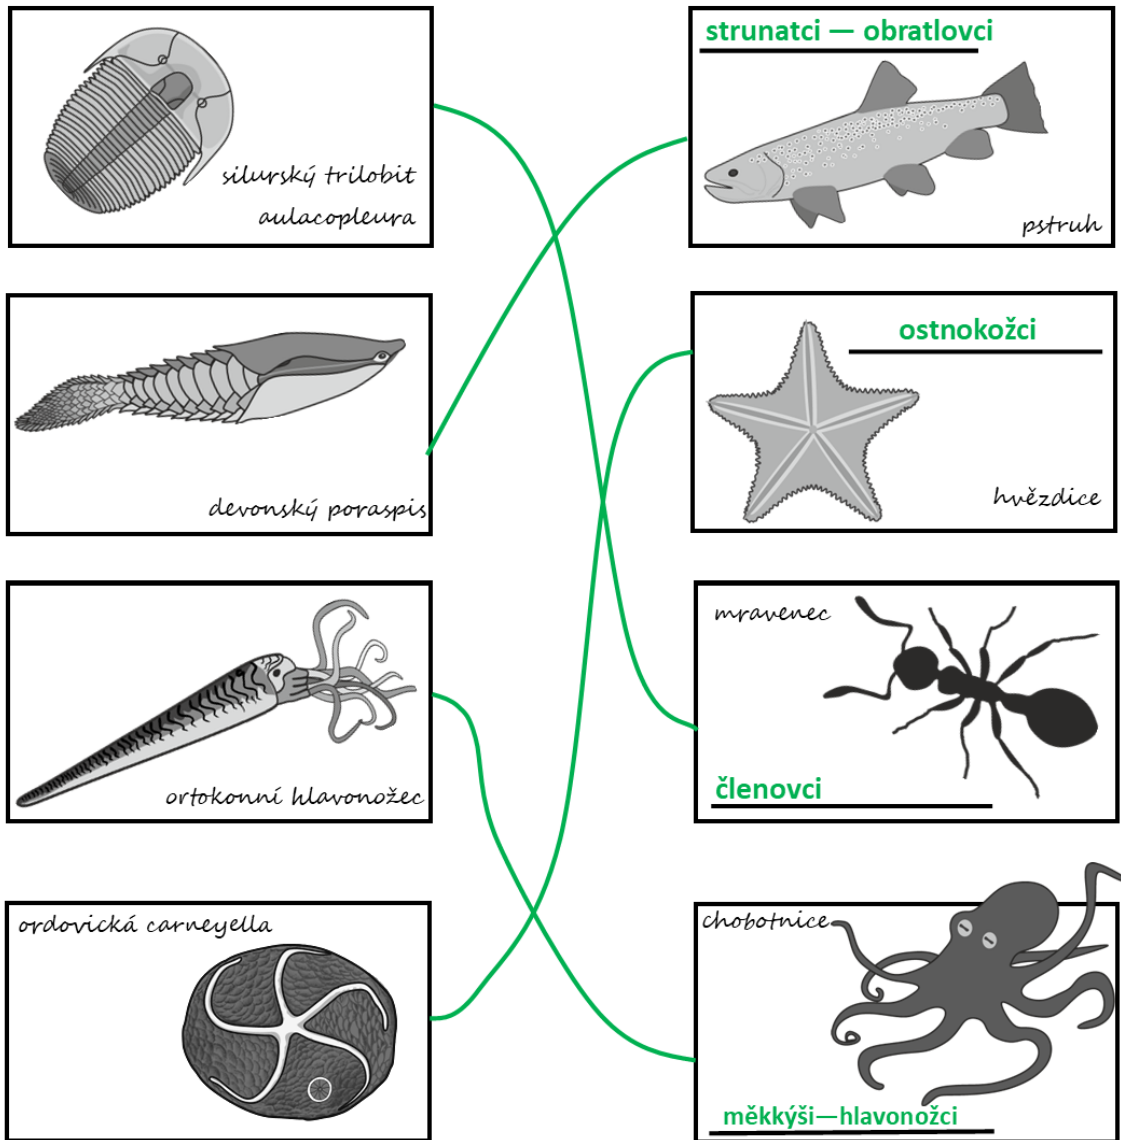 silurský trilobit
aulacopleura
strunatci — obratlovci
pstruh
devonský poraspis
ostnokožci
hvězdice
ortokonní hlavonožec
mravenec
členovci
ordovická carneyella
chobotnice
měkkýši—hlavonožci